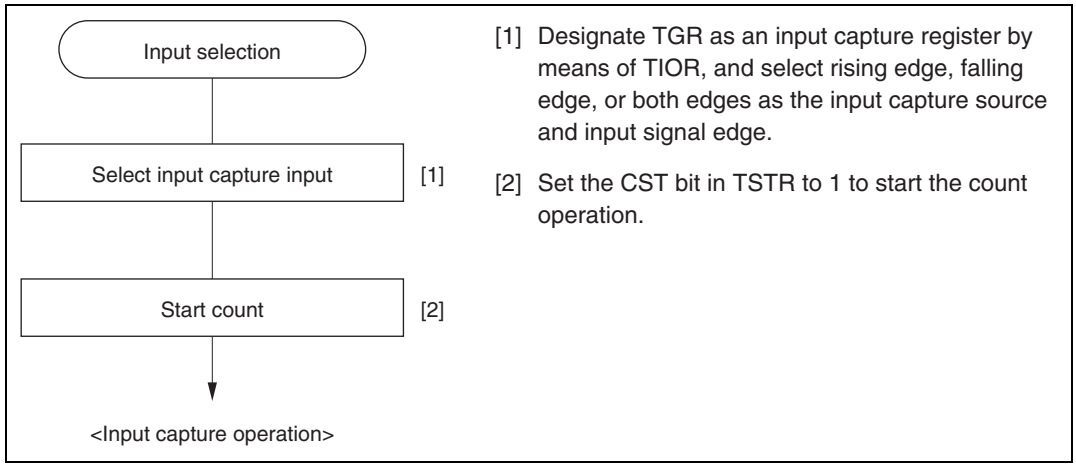 Input selection
Select input capture input
[1]
Start count
[2]
<Input capture operation>
[1] Designate TGR as an input capture register by
means of TIOR, and select rising edge, falling
edge, or both edges as the input capture source
and input signal edge.
[2] Set the CST bit in TSTR to 1 to start the count
operation.